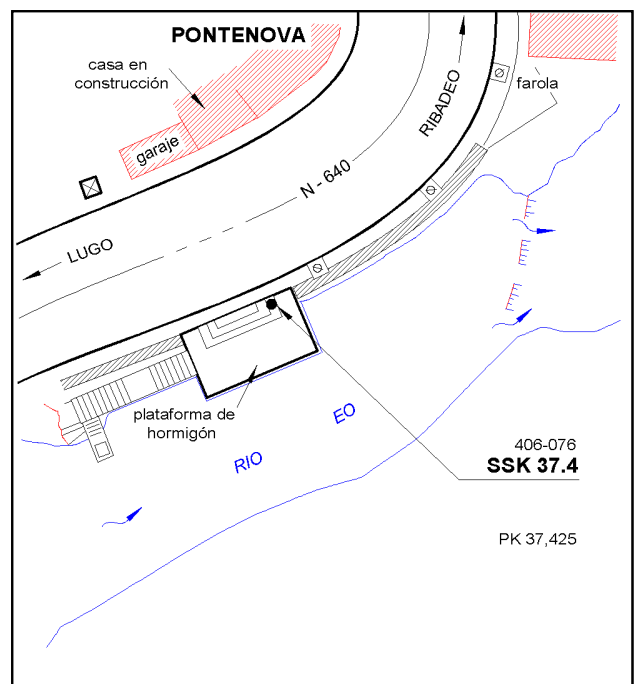 PONTENOVA
casa en
construcción
garaje
farola
RIBADEO
N - 640
LUGO
plataforma de
hormigón
RIO EO
406-076
SSK 37.4
PK 37,425